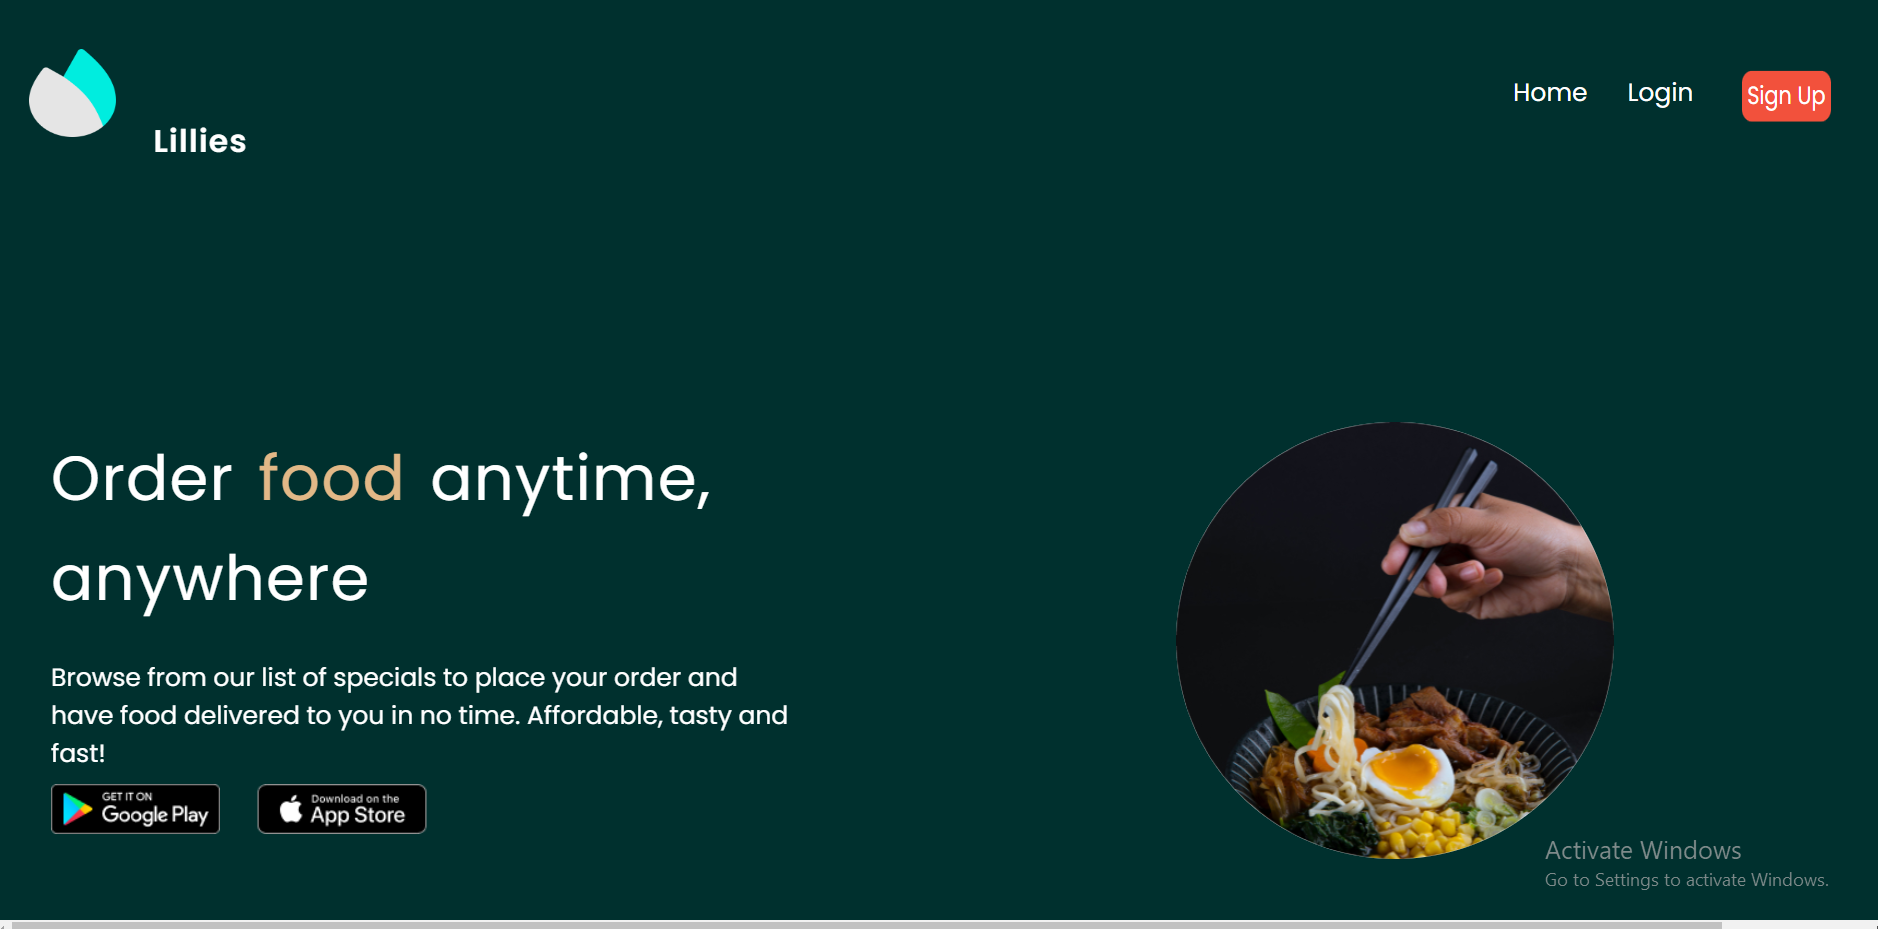 Lillies
Home
Login
Sign Up
Order food anytime,
anywhere
Browse from our list of specials to place your order and
have food delivered to you in no time. Affordable, tasty and
fast!
GET IT ON
Google Play
Download on the
App Store
Activate Windows
Go to Settings to activate Windows.